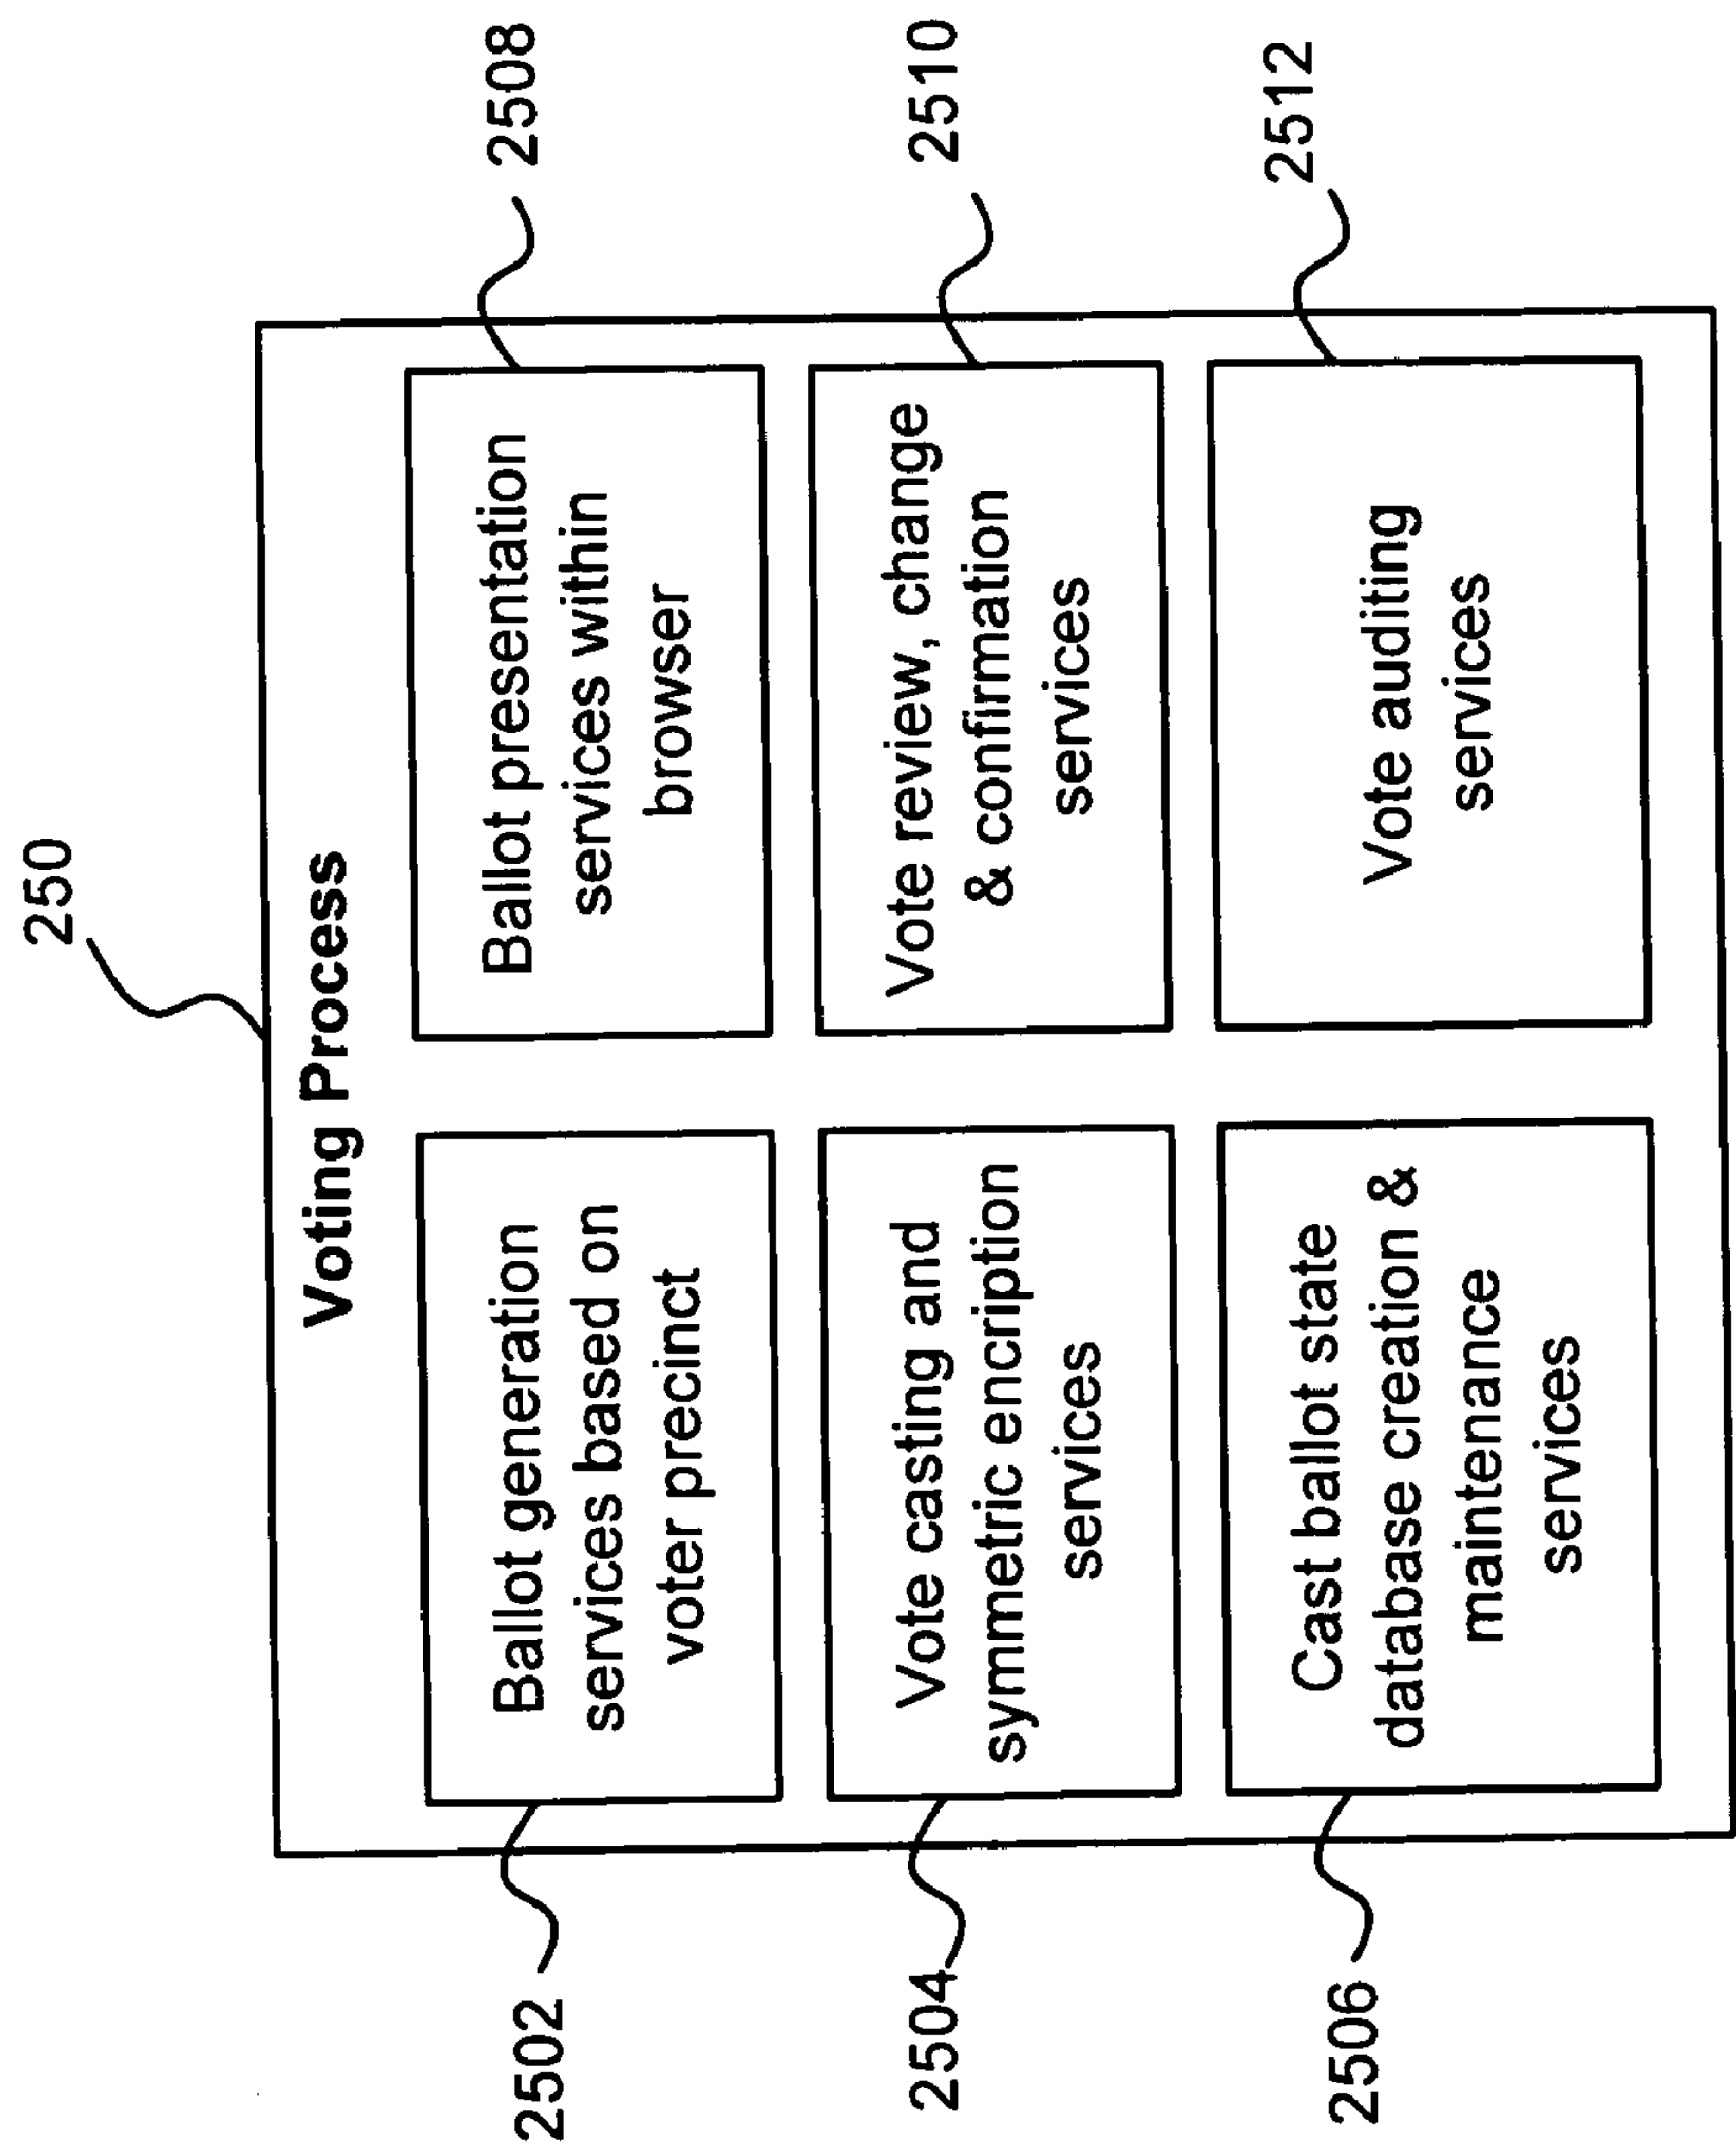 250
Voting Process
2502
Ballot generation
services based on
voter precinct
Ballot presentation
services within
browser
2508
2504
Vote casting and
symmetric encription
services
Vote review, change
& confirmation
services
2510
2506
Cast ballot state
database creation &
maintenance
services
Vote auditing
services
2512